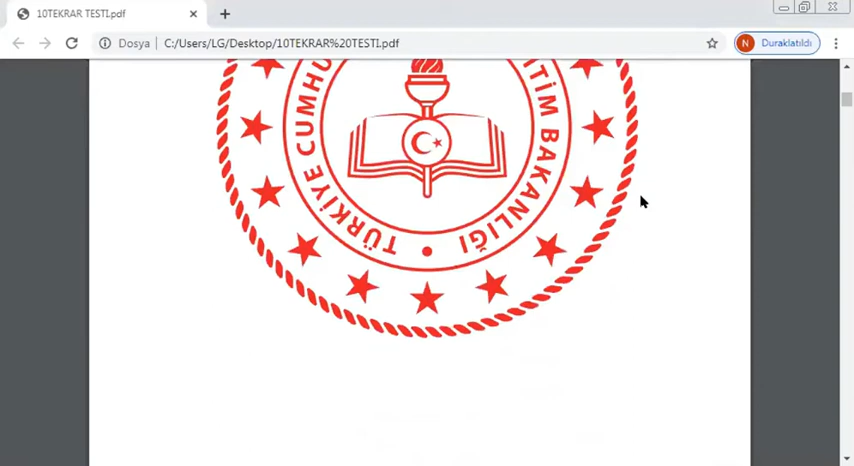 10TEKRAR TESTI.pdf
Dosya | C:/Users/LG/Desktop/10TEKRAR%20TESTI.pdf
N Duraklatıldı
TÜRKİYE CUMHU
İTİM BAKANLIĞI